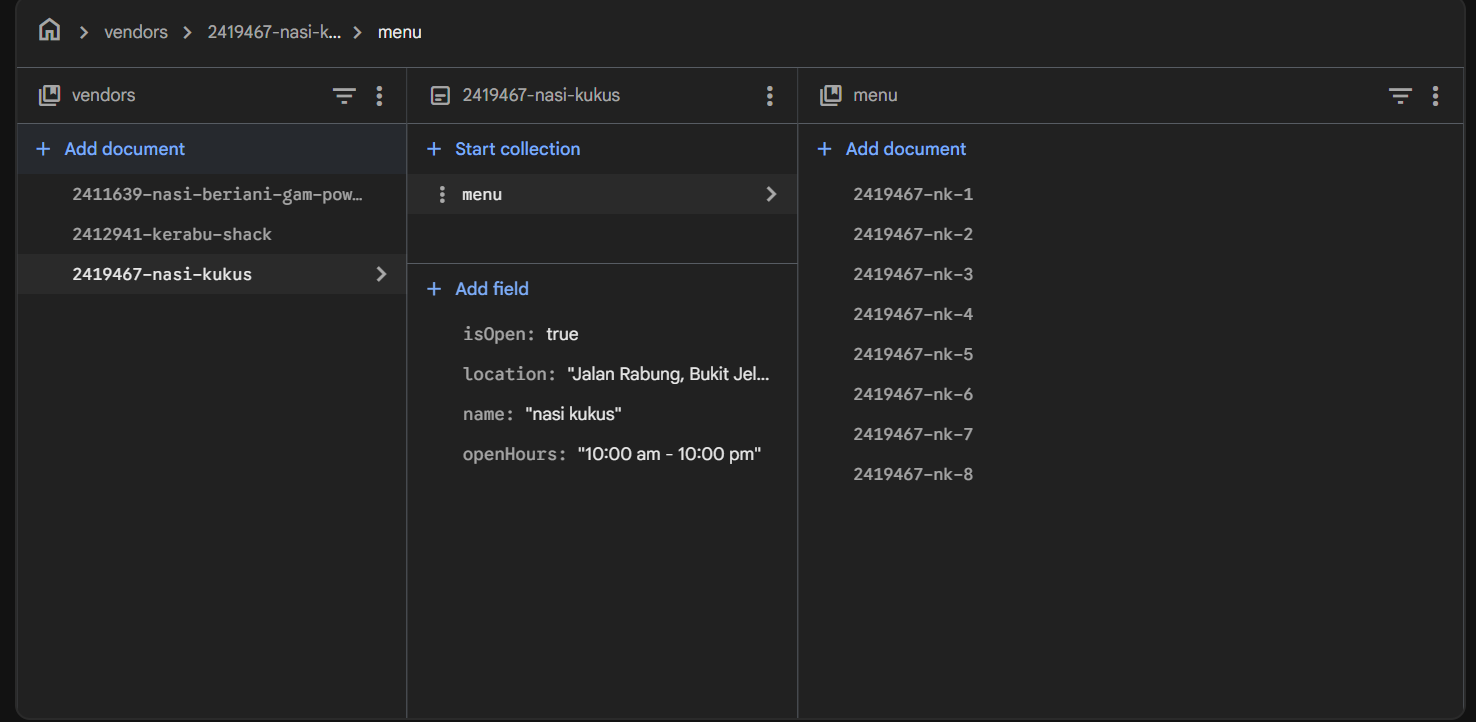 vendors > 2419467-nasi-k... > menu
vendors
Add document
2411639-nasi-beriani-gam-pow…
2412941-kerabu-shack
2419467-nasi-kukus
2419467-nasi-kukus
Start collection
menu
Add field
isOpen: true
location: "Jalan Rabung, Bukit Jel...
name: "nasi kukus"
openHours: "10:00 am - 10:00 pm"
menu
Add document
2419467-nk-1
2419467-nk-2
2419467-nk-3
2419467-nk-4
2419467-nk-5
2419467-nk-6
2419467-nk-7
2419467-nk-8